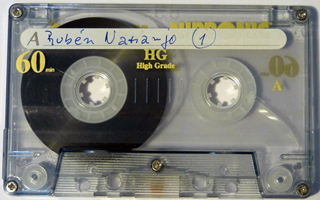 A Rubén Naranjo 1
60 min
HG
High Grade
60
A